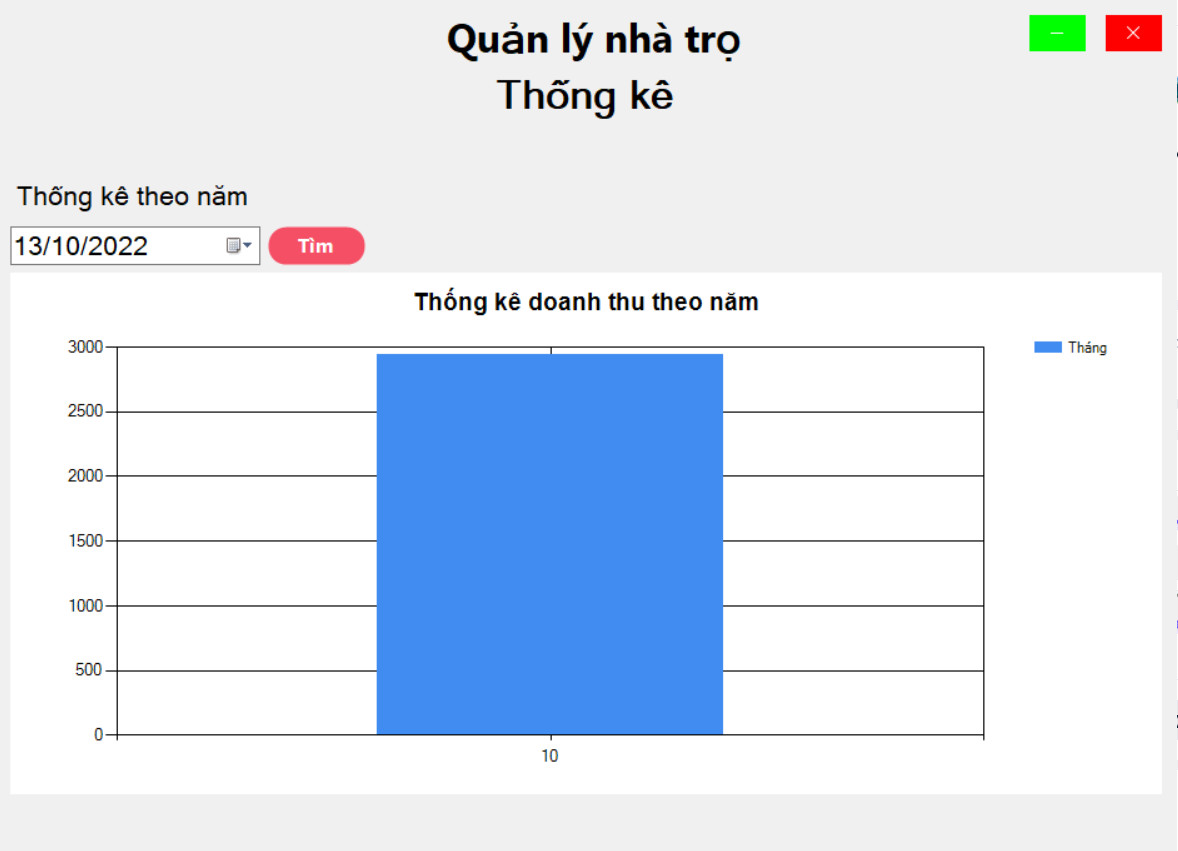 Quản lý nhà trọ
Thống kê
Thống kê theo năm
13/10/2022
Tìm
Thống kê doanh thu theo năm
3000
Tháng
2500
2000
1500
1000
500
0
10